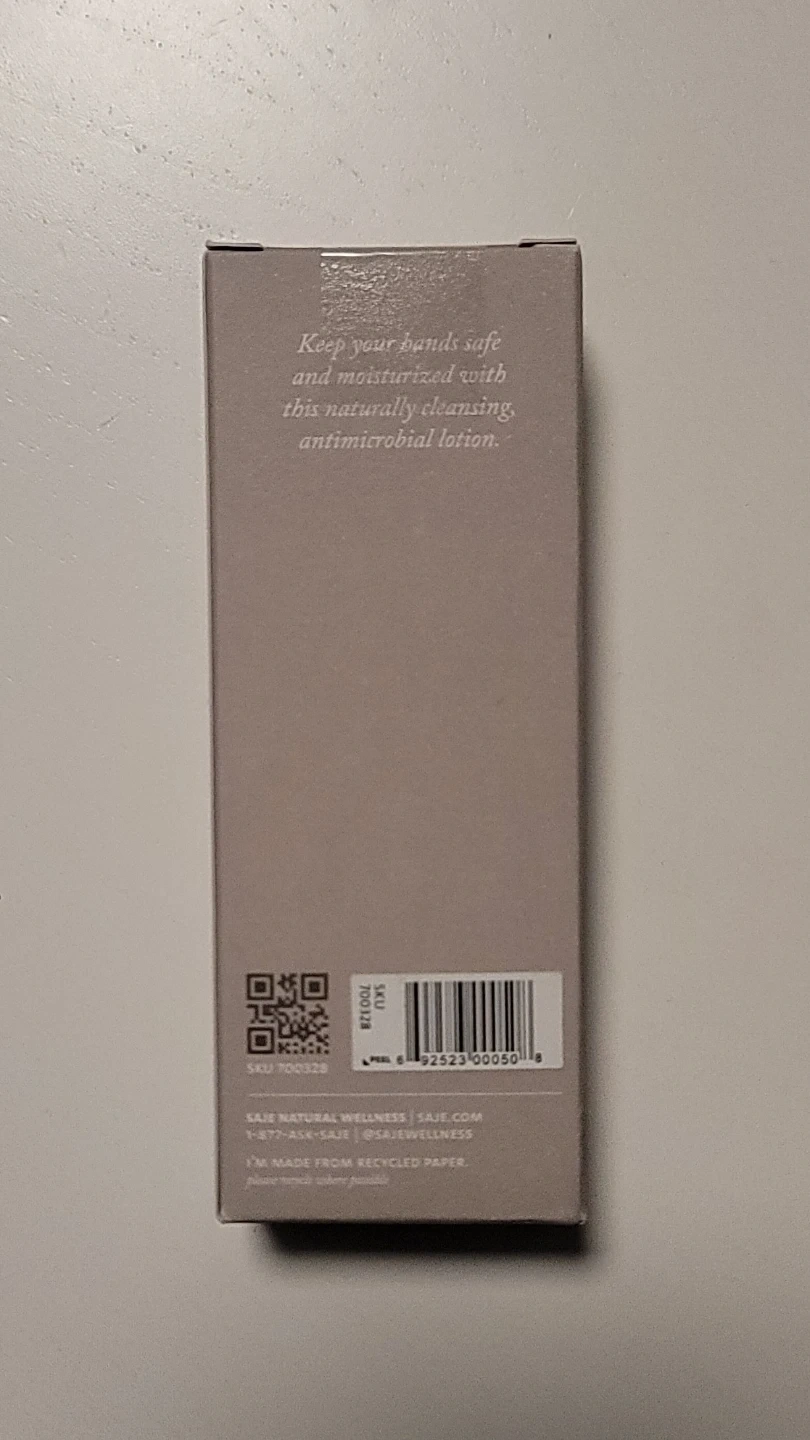 Keep your hands safe
and moisturized with
this naturally cleansing,
antimicrobial lotion.
SKU 700328
SKU
700328
PEEL 6 92523 00050 8
SAJE NATURAL WELLNESS | SAJE.COM
1-877-ASK-SAJE | @SAJEWELLNESS
I'M MADE FROM RECYCLED PAPER.
please recycle where possible